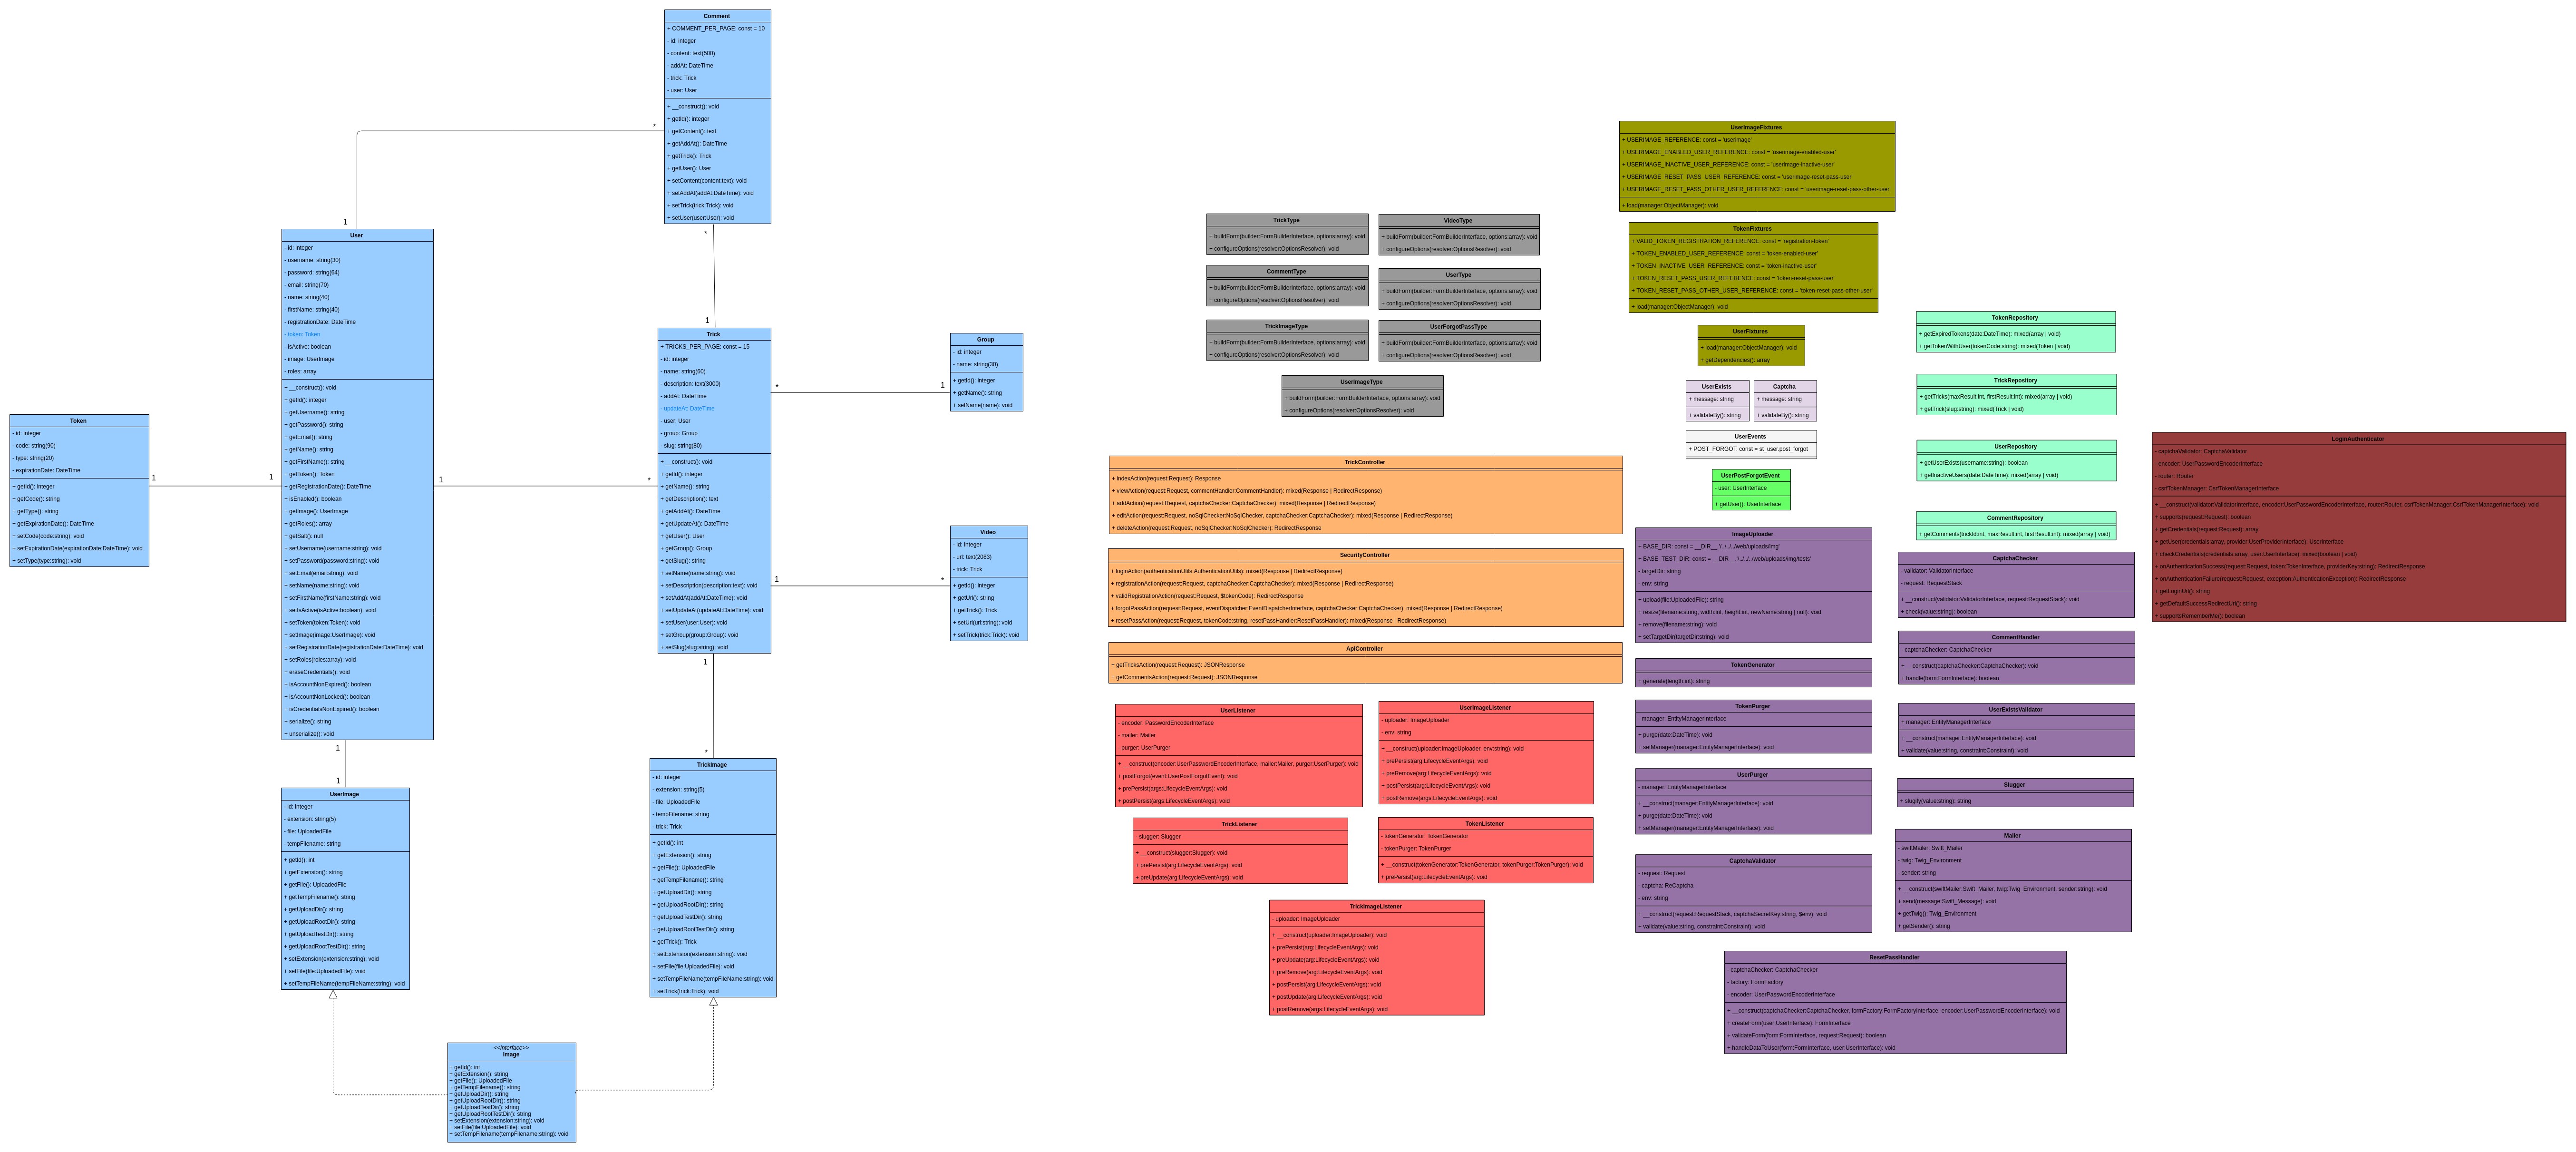 Comment
+ COMMENT_PER_PAGE: const = 10
- id: integer
- content: text(500)
- addAt: DateTime
- trick: Trick
- user: User
+ __construct(): void
+ getId(): integer
+ getContent(): text
+ getAddAt(): DateTime
+ getTrick(): Trick
+ getUser(): User
+ setContent(content:text): void
+ setAddAt(addAt:DateTime): void
+ setTrick(trick:Trick): void
+ setUser(user:User): void
*
1
*
1
User
- id: integer
- username: string(30)
- password: string(64)
- email: string(70)
- name: string(40)
- firstName: string(40)
- registrationDate: DateTime
- token: Token
- isActive: boolean
- image: UserImage
- roles: array
+ __construct(): void
+ getId(): integer
+ getUsername(): string
+ getPassword(): string
+ getEmail(): string
+ getName(): string
+ getFirstName(): string
+ getToken(): Token
+ getRegistrationDate(): DateTime
+ isEnabled(): boolean
+ getImage(): UserImage
+ getRoles(): array
+ getSalt(): null
+ setUsername(username:string): void
+ setPassword(password:string): void
+ setEmail(email:string): void
+ setName(name:string): void
+ setFirstName(firstName:string): void
+ setIsActive(isActive:boolean): void
+ setToken(token:Token): void
+ setImage(image:UserImage): void
+ setRegistrationDate(registrationDate:DateTime): void
+ setRoles(roles:array): void
+ eraseCredentials(): void
+ isAccountNonExpired(): boolean
+ isAccountNonLocked(): boolean
+ isCredentialsNonExpired(): boolean
+ serialize(): string
+ unserialize(): void
Token
- id: integer
- code: string(90)
- type: string(20)
- expirationDate: DateTime
+ getId(): integer
+ getCode(): string
+ getType(): string
+ getExpirationDate(): DateTime
+ setCode(code:string): void
+ setExpirationDate(expirationDate:DateTime): void
+ setType(type:string): void
1
1
1
*
Trick
+ TRICKS_PER_PAGE: const = 15
- id: integer
- name: string(60)
- description: text(3000)
- addAt: DateTime
- updateAt: DateTime
- user: User
- group: Group
- slug: string(80)
+ __construct(): void
+ getId(): integer
+ getName(): string
+ getDescription(): text
+ getAddAt(): DateTime
+ getUpdateAt(): DateTime
+ getUser(): User
+ getGroup(): Group
+ getSlug(): string
+ setName(name:string): void
+ setDescription(description:text): void
+ setAddAt(addAt:DateTime): void
+ setUpdateAt(updateAt:DateTime): void
+ setUser(user:User): void
+ setGroup(group:Group): void
+ setSlug(slug:string): void
*
1
Group
- id: integer
- name: string(30)
+ getId(): integer
+ getName(): string
+ setName(name): void
1
*
Video
- id: integer
- url: text(2083)
- trick: Trick
+ getId(): integer
+ getUrl(): string
+ getTrick(): Trick
+ setUrl(url:string): void
+ setTrick(trick:Trick): void
1
*
1
1
UserImage
- id: integer
- extension: string(5)
- file: UploadedFile
- tempFilename: string
+ getId(): int
+ getExtension(): string
+ getFile(): UploadedFile
+ getTempFilename(): string
+ getUploadDir(): string
+ getUploadRootDir(): string
+ getUploadTestDir(): string
+ getUploadRootTestDir(): string
+ setExtension(extension:string): void
+ setFile(file:UploadedFile): void
+ setTempFileName(tempFileName:string): void
TrickImage
- id: integer
- extension: string(5)
- file: UploadedFile
- tempFilename: string
- trick: Trick
+ getId(): int
+ getExtension(): string
+ getFile(): UploadedFile
+ getTempFilename(): string
+ getUploadDir(): string
+ getUploadRootDir(): string
+ getUploadTestDir(): string
+ getUploadRootTestDir(): string
+ getTrick(): Trick
+ setExtension(extension:string): void
+ setFile(file:UploadedFile): void
+ setTempFileName(tempFileName:string): void
+ setTrick(trick:Trick): void
<<Interface>>
Image
+ getId(): int
+ getExtension(): string
+ getFile(): UploadedFile
+ getTempFilename(): string
+ getUploadDir(): string
+ getUploadRootDir(): string
+ getUploadTestDir(): string
+ getUploadRootTestDir(): string
+ setExtension(extension:string): void
+ setFile(file:UploadedFile): void
+ setTempFilename(tempFilename:string): void
TrickType
+ buildForm(builder:FormBuilderInterface, options:array): void
+ configureOptions(resolver:OptionsResolver): void
VideoType
+ buildForm(builder:FormBuilderInterface, options:array): void
+ configureOptions(resolver:OptionsResolver): void
CommentType
+ buildForm(builder:FormBuilderInterface, options:array): void
+ configureOptions(resolver:OptionsResolver): void
UserType
+ buildForm(builder:FormBuilderInterface, options:array): void
+ configureOptions(resolver:OptionsResolver): void
TrickImageType
+ buildForm(builder:FormBuilderInterface, options:array): void
+ configureOptions(resolver:OptionsResolver): void
UserForgotPassType
+ buildForm(builder:FormBuilderInterface, options:array): void
+ configureOptions(resolver:OptionsResolver): void
UserImageType
+ buildForm(builder:FormBuilderInterface, options:array): void
+ configureOptions(resolver:OptionsResolver): void
TrickController
+ indexAction(request:Request): Response
+ viewAction(request:Request, commentHandler:CommentHandler): mixed(Response | RedirectResponse)
+ addAction(request:Request, captchaChecker:CaptchaChecker): mixed(Response | RedirectResponse)
+ editAction(request:Request, noSqlChecker:NoSqlChecker, captchaChecker:CaptchaChecker): mixed(Response | RedirectResponse)
+ deleteAction(request:Request, noSqlChecker:NoSqlChecker): RedirectResponse
SecurityController
+ loginAction(authenticationUtils:AuthenticationUtils): mixed(Response | RedirectResponse)
+ registrationAction(request:Request, captchaChecker:CaptchaChecker): mixed(Response | RedirectResponse)
+ validRegistrationAction(request:Request, $tokenCode): RedirectResponse
+ forgotPassAction(request:Request, eventDispatcher:EventDispatcherInterface, captchaChecker:CaptchaChecker): mixed(Response | RedirectResponse)
+ resetPassAction(request:Request, tokenCode:string, resetPassHandler:ResetPassHandler): mixed(Response | RedirectResponse)
ApiController
+ getTricksAction(request:Request): JSONResponse
+ getCommentsAction(request:Request): JSONResponse
UserListener
- encoder: PasswordEncoderInterface
- mailer: Mailer
- purger: UserPurger
+ __construct(encoder:UserPasswordEncoderInterface, mailer:Mailer, purger:UserPurger): void
+ postForgot(event:UserPostForgotEvent): void
+ prePersist(args:LifecycleEventArgs): void
+ postPersist(args:LifecycleEventArgs): void
UserImageListener
- uploader: ImageUploader
- env: string
+ __construct(uploader:ImageUploader, env:string): void
+ prePersist(arg:LifecycleEventArgs): void
+ preRemove(arg:LifecycleEventArgs): void
+ postPersist(arg:LifecycleEventArgs): void
+ postRemove(args:LifecycleEventArgs): void
TrickListener
- slugger: Slugger
+ __construct(slugger:Slugger): void
+ prePersist(arg:LifecycleEventArgs): void
+ preUpdate(arg:LifecycleEventArgs): void
TokenListener
- tokenGenerator: TokenGenerator
- tokenPurger: TokenPurger
+ __construct(tokenGenerator:TokenGenerator, tokenPurger:TokenPurger): void
+ prePersist(arg:LifecycleEventArgs): void
TrickImageListener
- uploader: ImageUploader
+ __construct(uploader:ImageUploader): void
+ prePersist(arg:LifecycleEventArgs): void
+ preUpdate(arg:LifecycleEventArgs): void
+ preRemove(arg:LifecycleEventArgs): void
+ postPersist(arg:LifecycleEventArgs): void
+ postUpdate(arg:LifecycleEventArgs): void
+ postRemove(args:LifecycleEventArgs): void
UserImageFixtures
+ USERIMAGE_REFERENCE: const = 'userimage'
+ USERIMAGE_ENABLED_USER_REFERENCE: const = 'userimage-enabled-user'
+ USERIMAGE_INACTIVE_USER_REFERENCE: const = 'userimage-inactive-user'
+ USERIMAGE_RESET_PASS_USER_REFERENCE: const = 'userimage-reset-pass-user'
+ USERIMAGE_RESET_PASS_OTHER_USER_REFERENCE: const = 'userimage-reset-pass-other-user'
+ load(manager:ObjectManager): void
TokenFixtures
+ VALID_TOKEN_REGISTRATION_REFERENCE: const = 'registration-token'
+ TOKEN_ENABLED_USER_REFERENCE: const = 'token-enabled-user'
+ TOKEN_INACTIVE_USER_REFERENCE: const = 'token-inactive-user'
+ TOKEN_RESET_PASS_USER_REFERENCE: const = 'token-reset-pass-user'
+ TOKEN_RESET_PASS_OTHER_USER_REFERENCE: const = 'token-reset-pass-other-user'
+ load(manager:ObjectManager): void
UserFixtures
+ load(manager:ObjectManager): void
+ getDependencies(): array
UserExists
+ message: string
+ validateBy(): string
Captcha
+ message: string
+ validateBy(): string
UserEvents
+ POST_FORGOT: const = st_user.post_forgot
UserPostForgotEvent
- user: UserInterface
+ getUser(): UserInterface
ImageUploader
+ BASE_DIR: const = __DIR__.'/../../../web/uploads/img'
+ BASE_TEST_DIR: const = __DIR__.'/../../../web/uploads/img/tests'
- targetDir: string
- env: string
+ upload(file:UploadedFile): string
+ resize(filename:string, width:int, height:int, newName:string | null): void
+ remove(filename:string): void
+ setTargetDir(targetDir:string): void
TokenGenerator
+ generate(length:int): string
TokenPurger
- manager: EntityManagerInterface
+ purge(date:DateTime): void
+ setManager(manager:EntityManagerInterface): void
UserPurger
- manager: EntityManagerInterface
+ __construct(manager:EntityManagerInterface): void
+ purge(date:DateTime): void
+ setManager(manager:EntityManagerInterface): void
CaptchaValidator
- request: Request
- captcha: ReCaptcha
- env: string
+ __construct(request:RequestStack, captchaSecretKey:string, $env): void
+ validate(value:string, constraint:Constraint): void
TokenRepository
+ getExpiredTokens(date:DateTime): mixed(array | void)
+ getTokenWithUser(tokenCode:string): mixed(Token | void)
TrickRepository
+ getTricks(maxResult:int, firstResult:int): mixed(array | void)
+ getTrick(slug:string): mixed(Trick | void)
UserRepository
+ getUserExists(username:string): boolean
+ getInactiveUsers(date:DateTime): mixed(array | void)
CommentRepository
+ getComments(trickId:int, maxResult:int, firstResult:int): mixed(array | void)
CaptchaChecker
- validator: ValidatorInterface
- request: RequestStack
+ __construct(validator:ValidatorInterface, request:RequestStack): void
+ check(value:string): boolean
CommentHandler
- captchaChecker: CaptchaChecker
+ __construct(captchaChecker:CaptchaChecker): void
+ handle(form:FormInterface): boolean
UserExistsValidator
+ manager: EntityManagerInterface
+ __construct(manager:EntityManagerInterface): void
+ validate(value:string, constraint:Constraint): void
Slugger
+ slugify(value:string): string
Mailer
- swiftMailer: Swift_Mailer
- twig: Twig_Environment
- sender: string
+ __construct(swiftMailer:Swift_Mailer, twig:Twig_Environment, sender:string): void
+ send(message:Swift_Message): void
+ getTwig(): Twig_Environment
+ getSender(): string
ResetPassHandler
- captchaChecker: CaptchaChecker
- factory: FormFactory
- encoder: UserPasswordEncoderInterface
+ __construct(captchaChecker:CaptchaChecker, formFactory:FormFactoryInterface, encoder:UserPasswordEncoderInterface): void
+ createForm(user:UserInterface): FormInterface
+ validateForm(form:FormInterface, request:Request): boolean
+ handleDataToUser(form:FormInterface, user:UserInterface): void
LoginAuthenticator
- captchaValidator: CaptchaValidator
- encoder: UserPasswordEncoderInterface
- router: Router
- csrfTokenManager: CsrfTokenManagerInterface
+ __construct(validator:ValidatorInterface, encoder:UserPasswordEncoderInterface, router:Router, csrfTokenManager:CsrfTokenManagerInterface): void
+ supports(request:Request): boolean
+ getCredentials(request:Request): array
+ getUser(credentials:array, provider:UserProviderInterface): UserInterface
+ checkCredentials(credentials:array, user:UserInterface): mixed(boolean | void)
+ onAuthenticationSuccess(request:Request, token:TokenInterface, providerKey:string): RedirectResponse
+ onAuthenticationFailure(request:Request, exception:AuthenticationException): RedirectResponse
+ getLoginUrl(): string
+ getDefaultSuccessRedirectUrl(): string
+ supportsRememberMe(): boolean